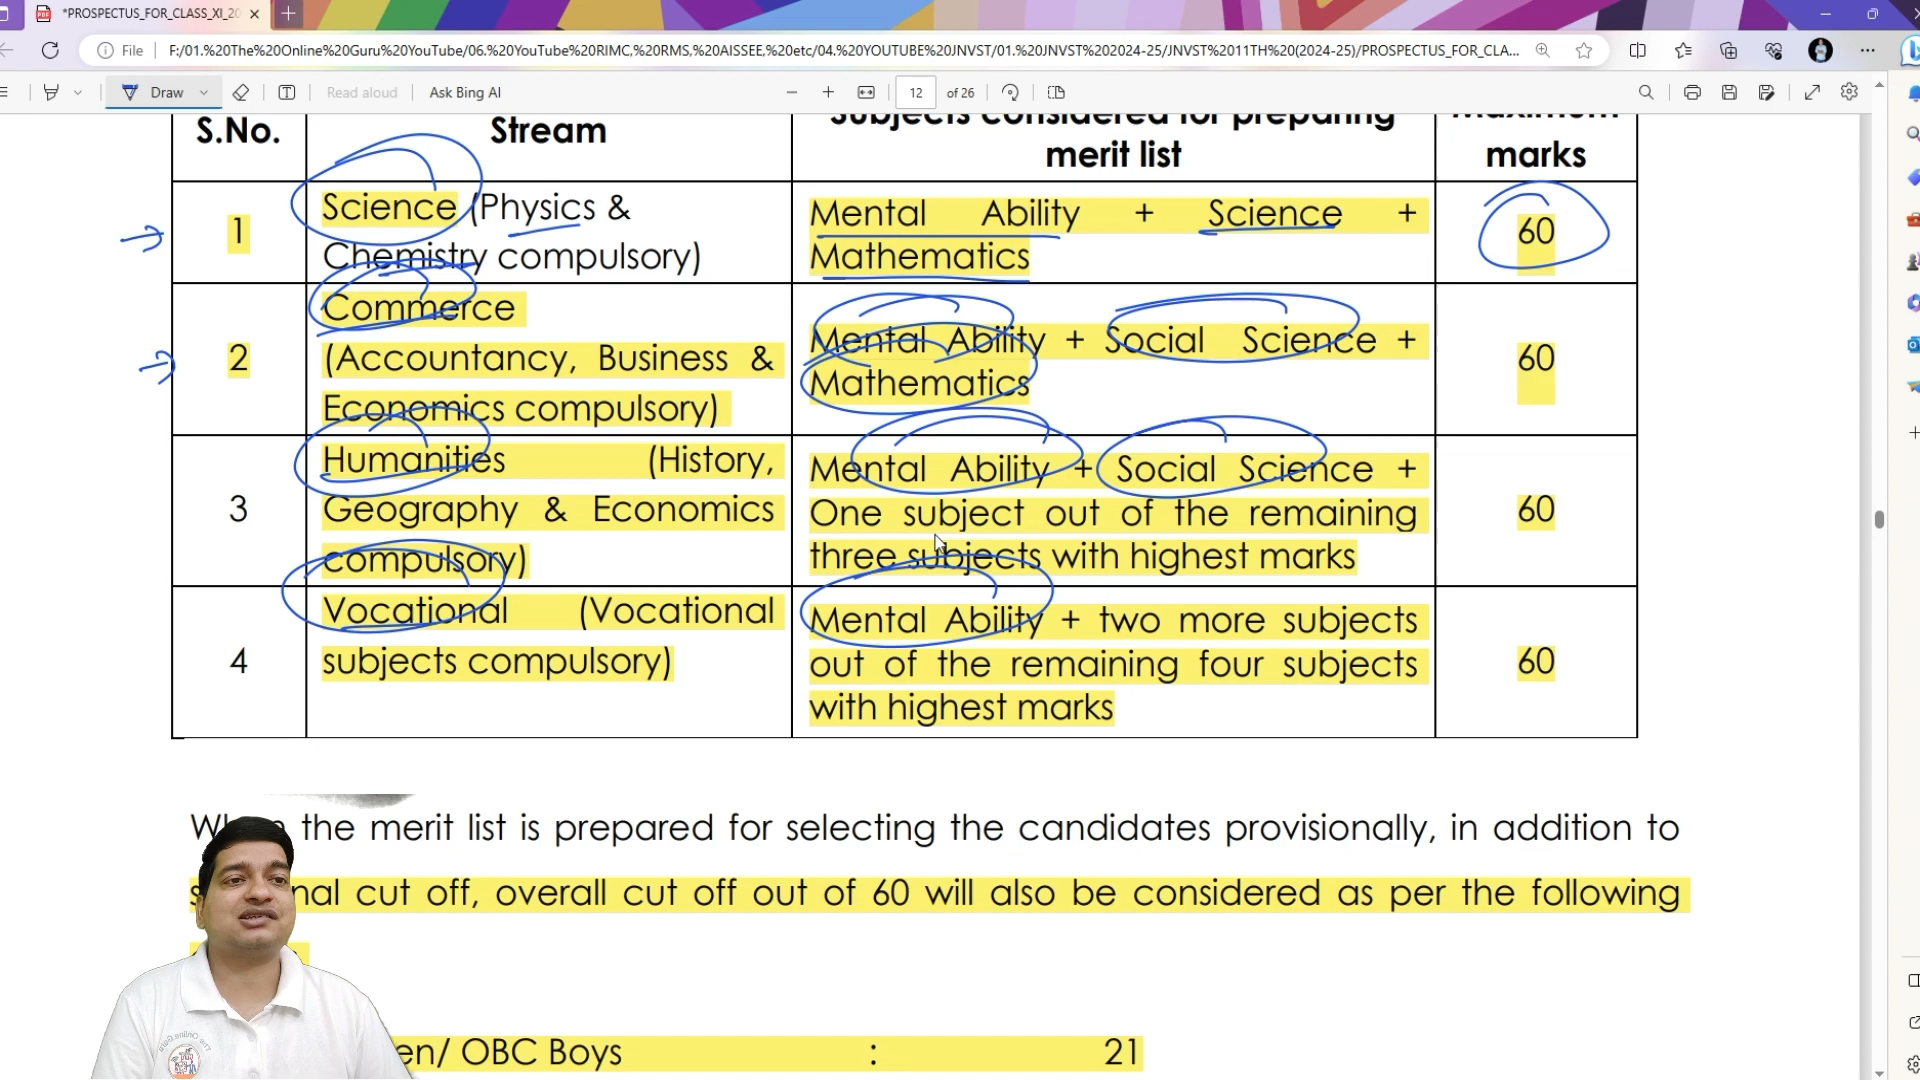 *PROSPECTUS_FOR_CLASS_XI_20
File F:/01.%20The%20Online%20Guru%20YouTube/06.%20YouTube%20RIMC,%20RMS,%20AISSEE,%20etc/04.%20YOUTUBE%20JNVST/01.%20JNVST%202024-25/JNVST%2011TH%20(2024-25)/PROSPECTUS_FOR_CLA...
Draw Read aloud Ask Bing AI 12 of 26
S.No. Stream Subjects considered for preparing merit list Maximum marks
1 Science (Physics & Mental Ability + Science + 60
Chemistry compulsory) Mathematics
Commerce
2 (Accountancy, Business & Mental Ability + Social Science + 60
Economics compulsory) Mathematics
Humanities (History, Mental Ability + Social Science +
3 Geography & Economics One subject out of the remaining 60
compulsory) three subjects with highest marks
Vocational (Vocational Mental Ability + two more subjects
4 subjects compulsory) out of the remaining four subjects 60
with highest marks
the merit list is prepared for selecting the candidates provisionally, in addition to
nal cut off, overall cut off out of 60 will also be considered as per the following
en/ OBC Boys : 21